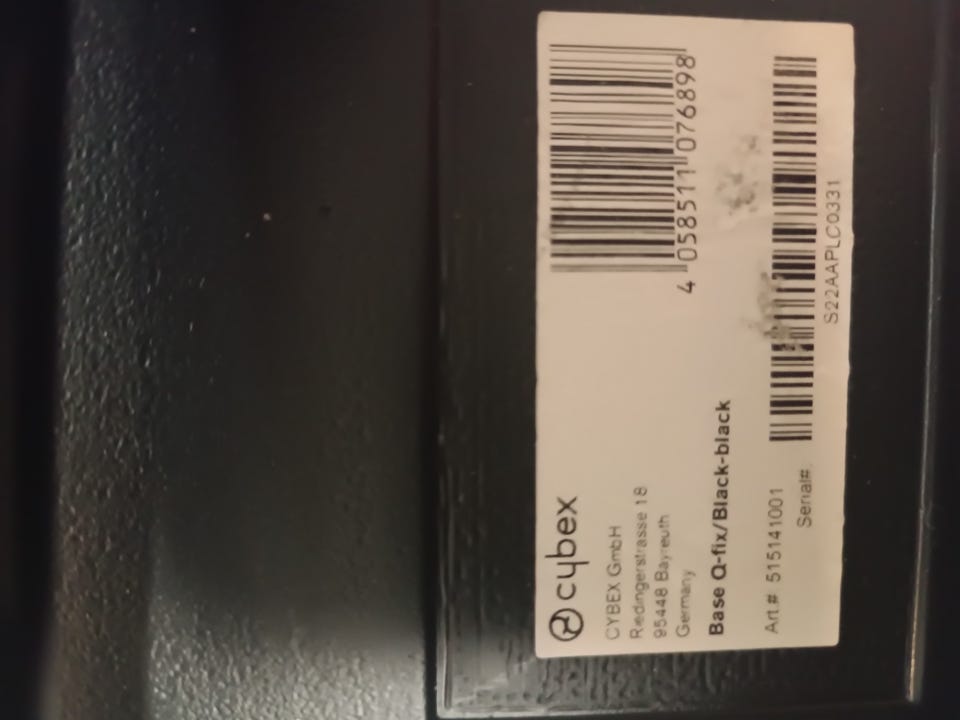 cybex
CYBEX GmbH
Riedingerstrasse 18
95448 Bayreuth
Germany
Base Q-fix/Black-black
Art.# 515141001
Serial#:
4 058511 076898
S22AAPLC0331